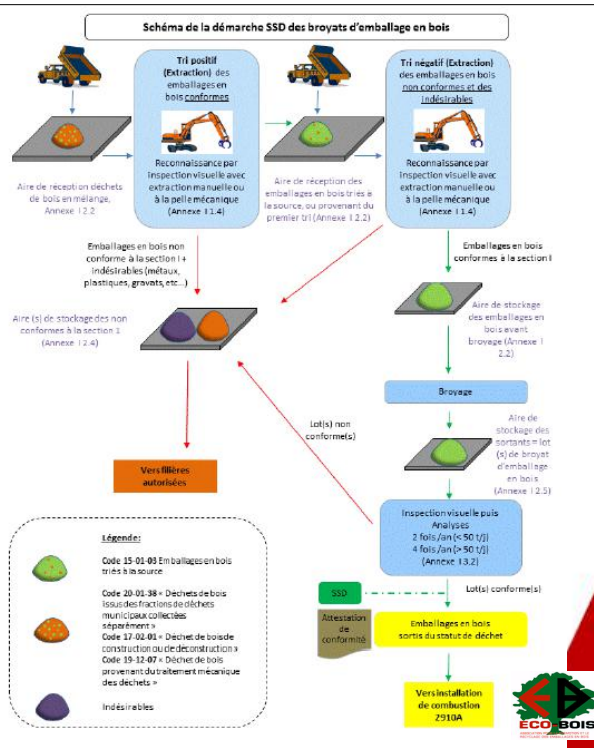 Schéma de la démarche SSD des broyats d'emballage en bois
Tri positif
(Extraction) des
emballages en
bois conformes
Reconnaissance par
inspection visuelle avec
extraction manuelle ou
à la pelle mécanique
(Annexe I 1.4)
Tri négatif (Extraction)
des emballages en bois
non conformes et des
indésirables
Reconnaissance par
inspection visuelle avec
extraction manuelle ou
à la pelle mécanique
(Annexe I 1.4)
Aire de réception déchets
de bois en mélange,
Annexe I 2.2
Aire de réception des
emballages en bois triés à
la source, ou provenant du
premier tri (Annexe I 2.2)
Emballages en bois non
conforme à la section I +
indésirables (métaux,
plastiques, gravats, etc...)
Emballages en bois
conformes à la section I
Aire (s) de stockage des non
conformes à la section 1
(Annexe I 2.4)
Aire de stockage
des emballages en
bois avant
broyage (Annexe I
2.2)
Broyage
Lot(s) non
conforme(s)
Aire de
stockage des
sortants = lot
(s) de broyat
d'emballage
en bois
(Annexe I 2.5)
Vers filières
autorisées
Inspection visuelle puis
Analyses
2 fois /an (< 50 t/j)
4 fois /an (> 50 t/j)
(Annexe I 3.2)
Lot(s) conforme(s)
SSD
Attestation
de
conformité
Emballages en bois
sortis du statut de déchet
Vers installation
de combustion
2910A
Légende:
Code 15-01-03 Emballages en bois
triés à la source
Code 20-01-38 « Déchets de bois
issus des fractions de déchets
municipaux collectées
séparément »
Code 17-02-01 « Déchet de bois de
construction ou de déconstruction »
Code 19-12-07 « Déchet de bois
provenant du traitement mécanique
des déchets »
Indésirables
ECO-BOIS